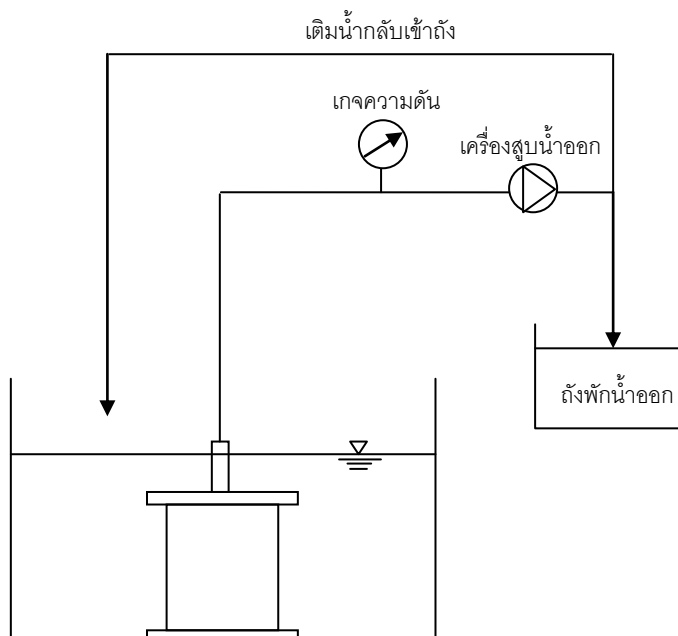 เติมน้ำกลับเข้าถัง
เกจความดัน
เครื่องสูบน้ำออก
ถังพักน้ำออก